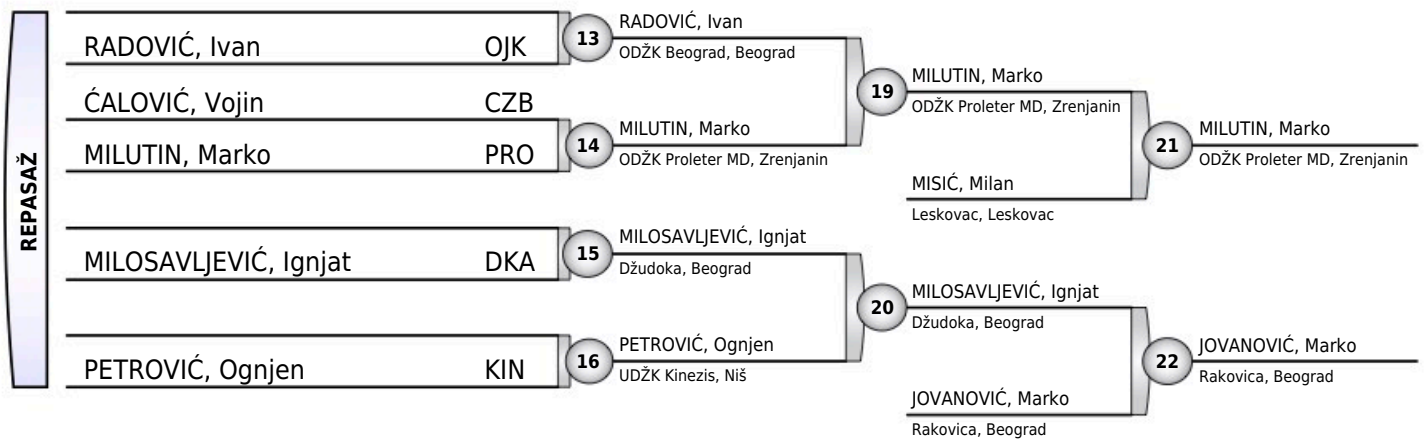 REPASAŽ
RADOVIĆ, Ivan OJK
ĆALOVIĆ, Vojin CZB
MILUTIN, Marko PRO
MILOSAVLJEVIĆ, Ignjat DKA
PETROVIĆ, Ognjen KIN
13
RADOVIĆ, Ivan
ODŽK Beograd, Beograd
14
MILUTIN, Marko
ODŽK Proleter MD, Zrenjanin
15
MILOSAVLJEVIĆ, Ignjat
Džudoka, Beograd
16
PETROVIĆ, Ognjen
UDŽK Kinezis, Niš
19
MILUTIN, Marko
ODŽK Proleter MD, Zrenjanin
MISIĆ, Milan
Leskovac, Leskovac
20
MILOSAVLJEVIĆ, Ignjat
Džudoka, Beograd
JOVANOVIĆ, Marko
Rakovica, Beograd
21
MILUTIN, Marko
ODŽK Proleter MD, Zrenjanin
22
JOVANOVIĆ, Marko
Rakovica, Beograd